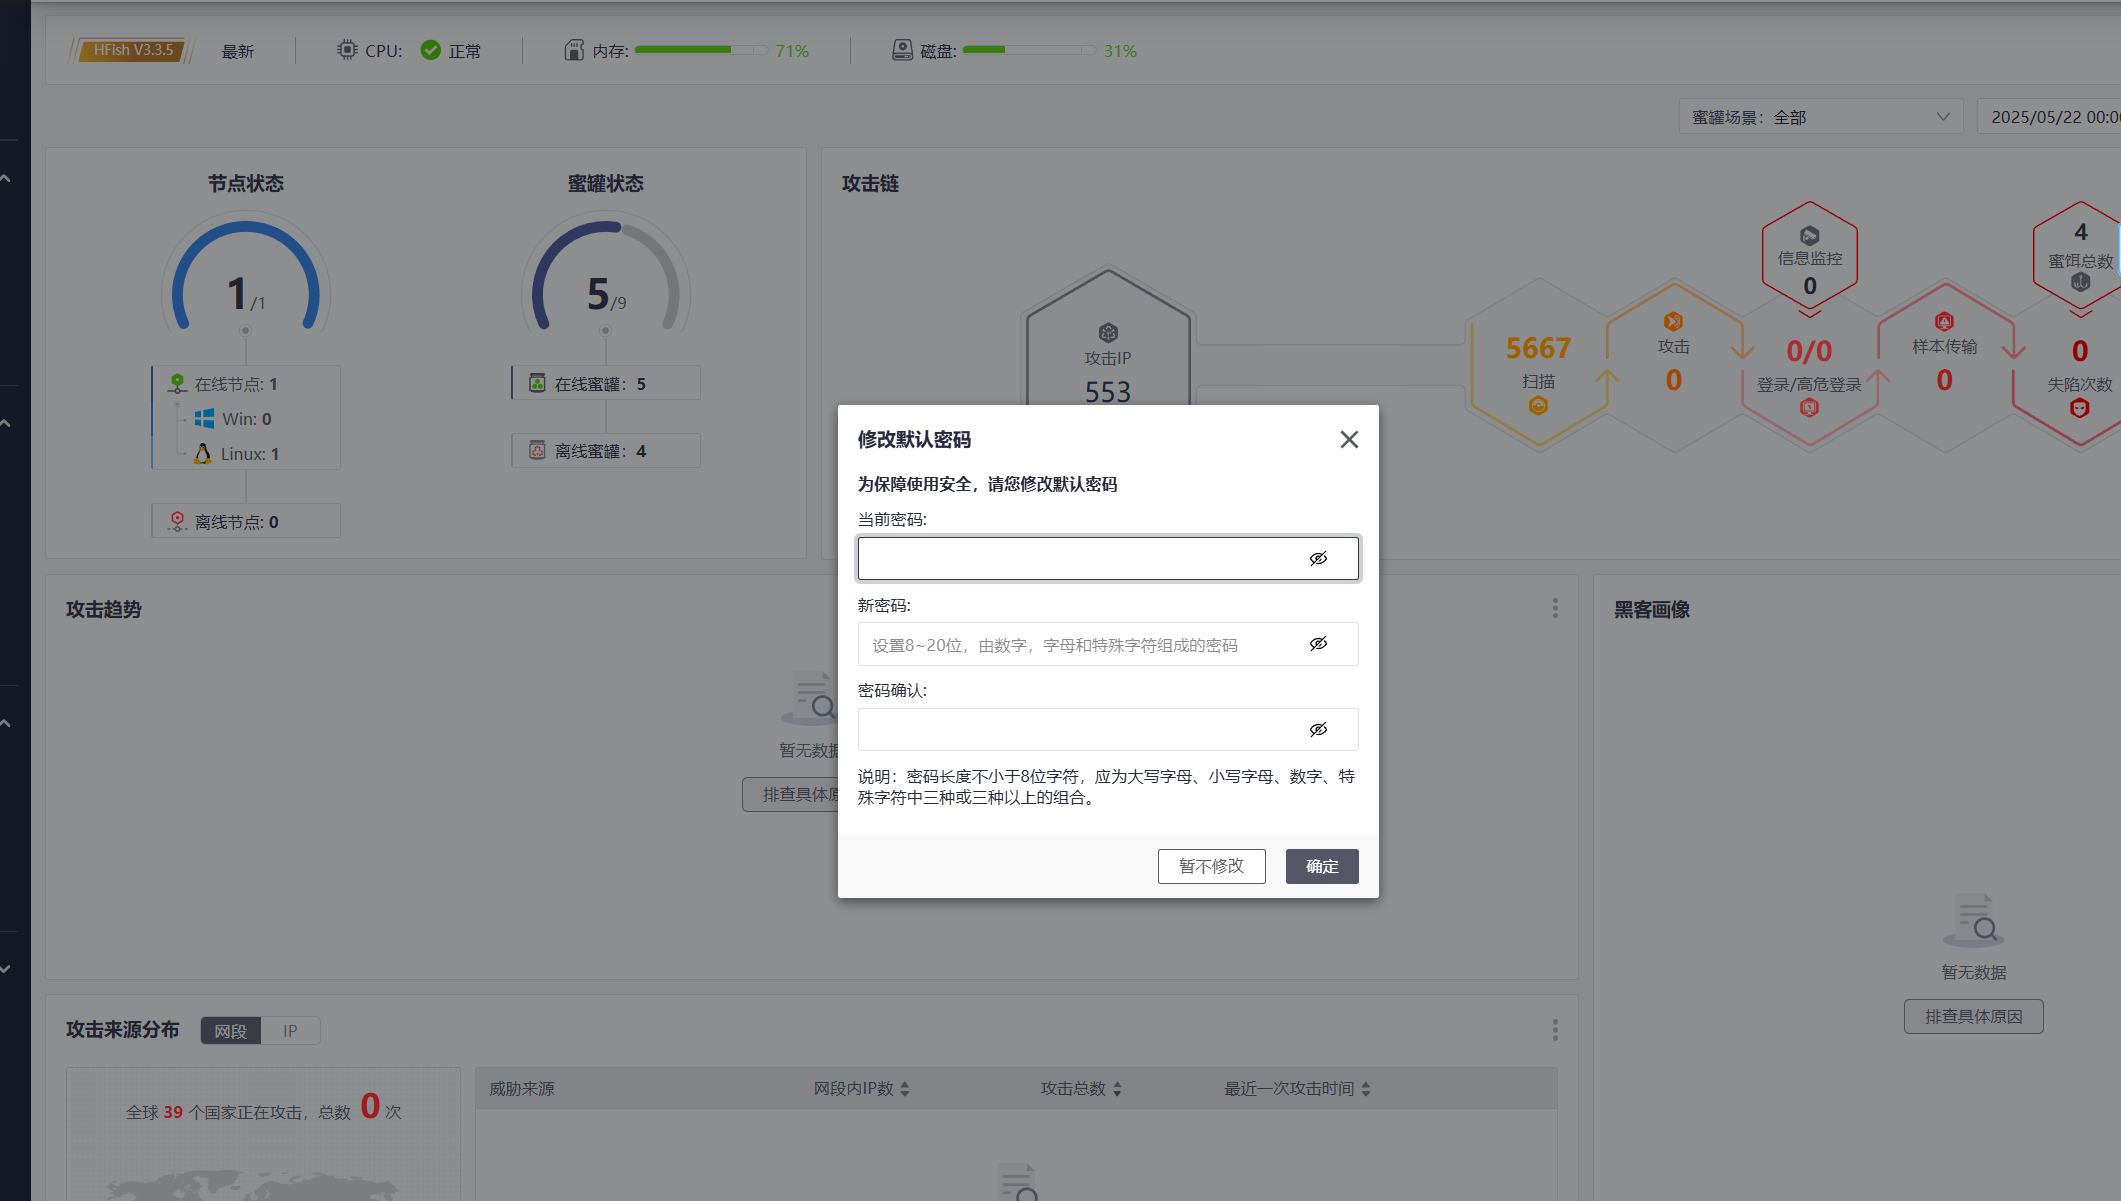 HFish V3.3.5
最新
CPU:
正常
内存:
71%
磁盘:
31%
蜜罐场景：全部
2025/05/22 00:0
节点状态
1/1
在线节点: 1
Win: 0
Linux: 1
离线节点: 0
蜜罐状态
5/9
在线蜜罐： 5
离线蜜罐： 4
攻击链
攻击IP
553
5667
扫描
攻击
0
信息监控
0
0/0
登录/高危登录
样本传输
0
4
蜜饵总数
0
失陷次数
攻击趋势
暂无数据
排查具体原
黑客画像
暂无数据
排查具体原因
修改默认密码
为保障使用安全，请您修改默认密码
当前密码:
新密码:
设置8~20位，由数字，字母和特殊字符组成的密码
密码确认:
说明：密码长度不小于8位字符，应为大写字母、小写字母、数字、特
殊字符中三种或三种以上的组合。
暂不修改
确定
攻击来源分布
网段
IP
全球 39 个国家正在攻击，总数 0 次
威胁来源
网段内IP数
攻击总数
最近一次攻击时间